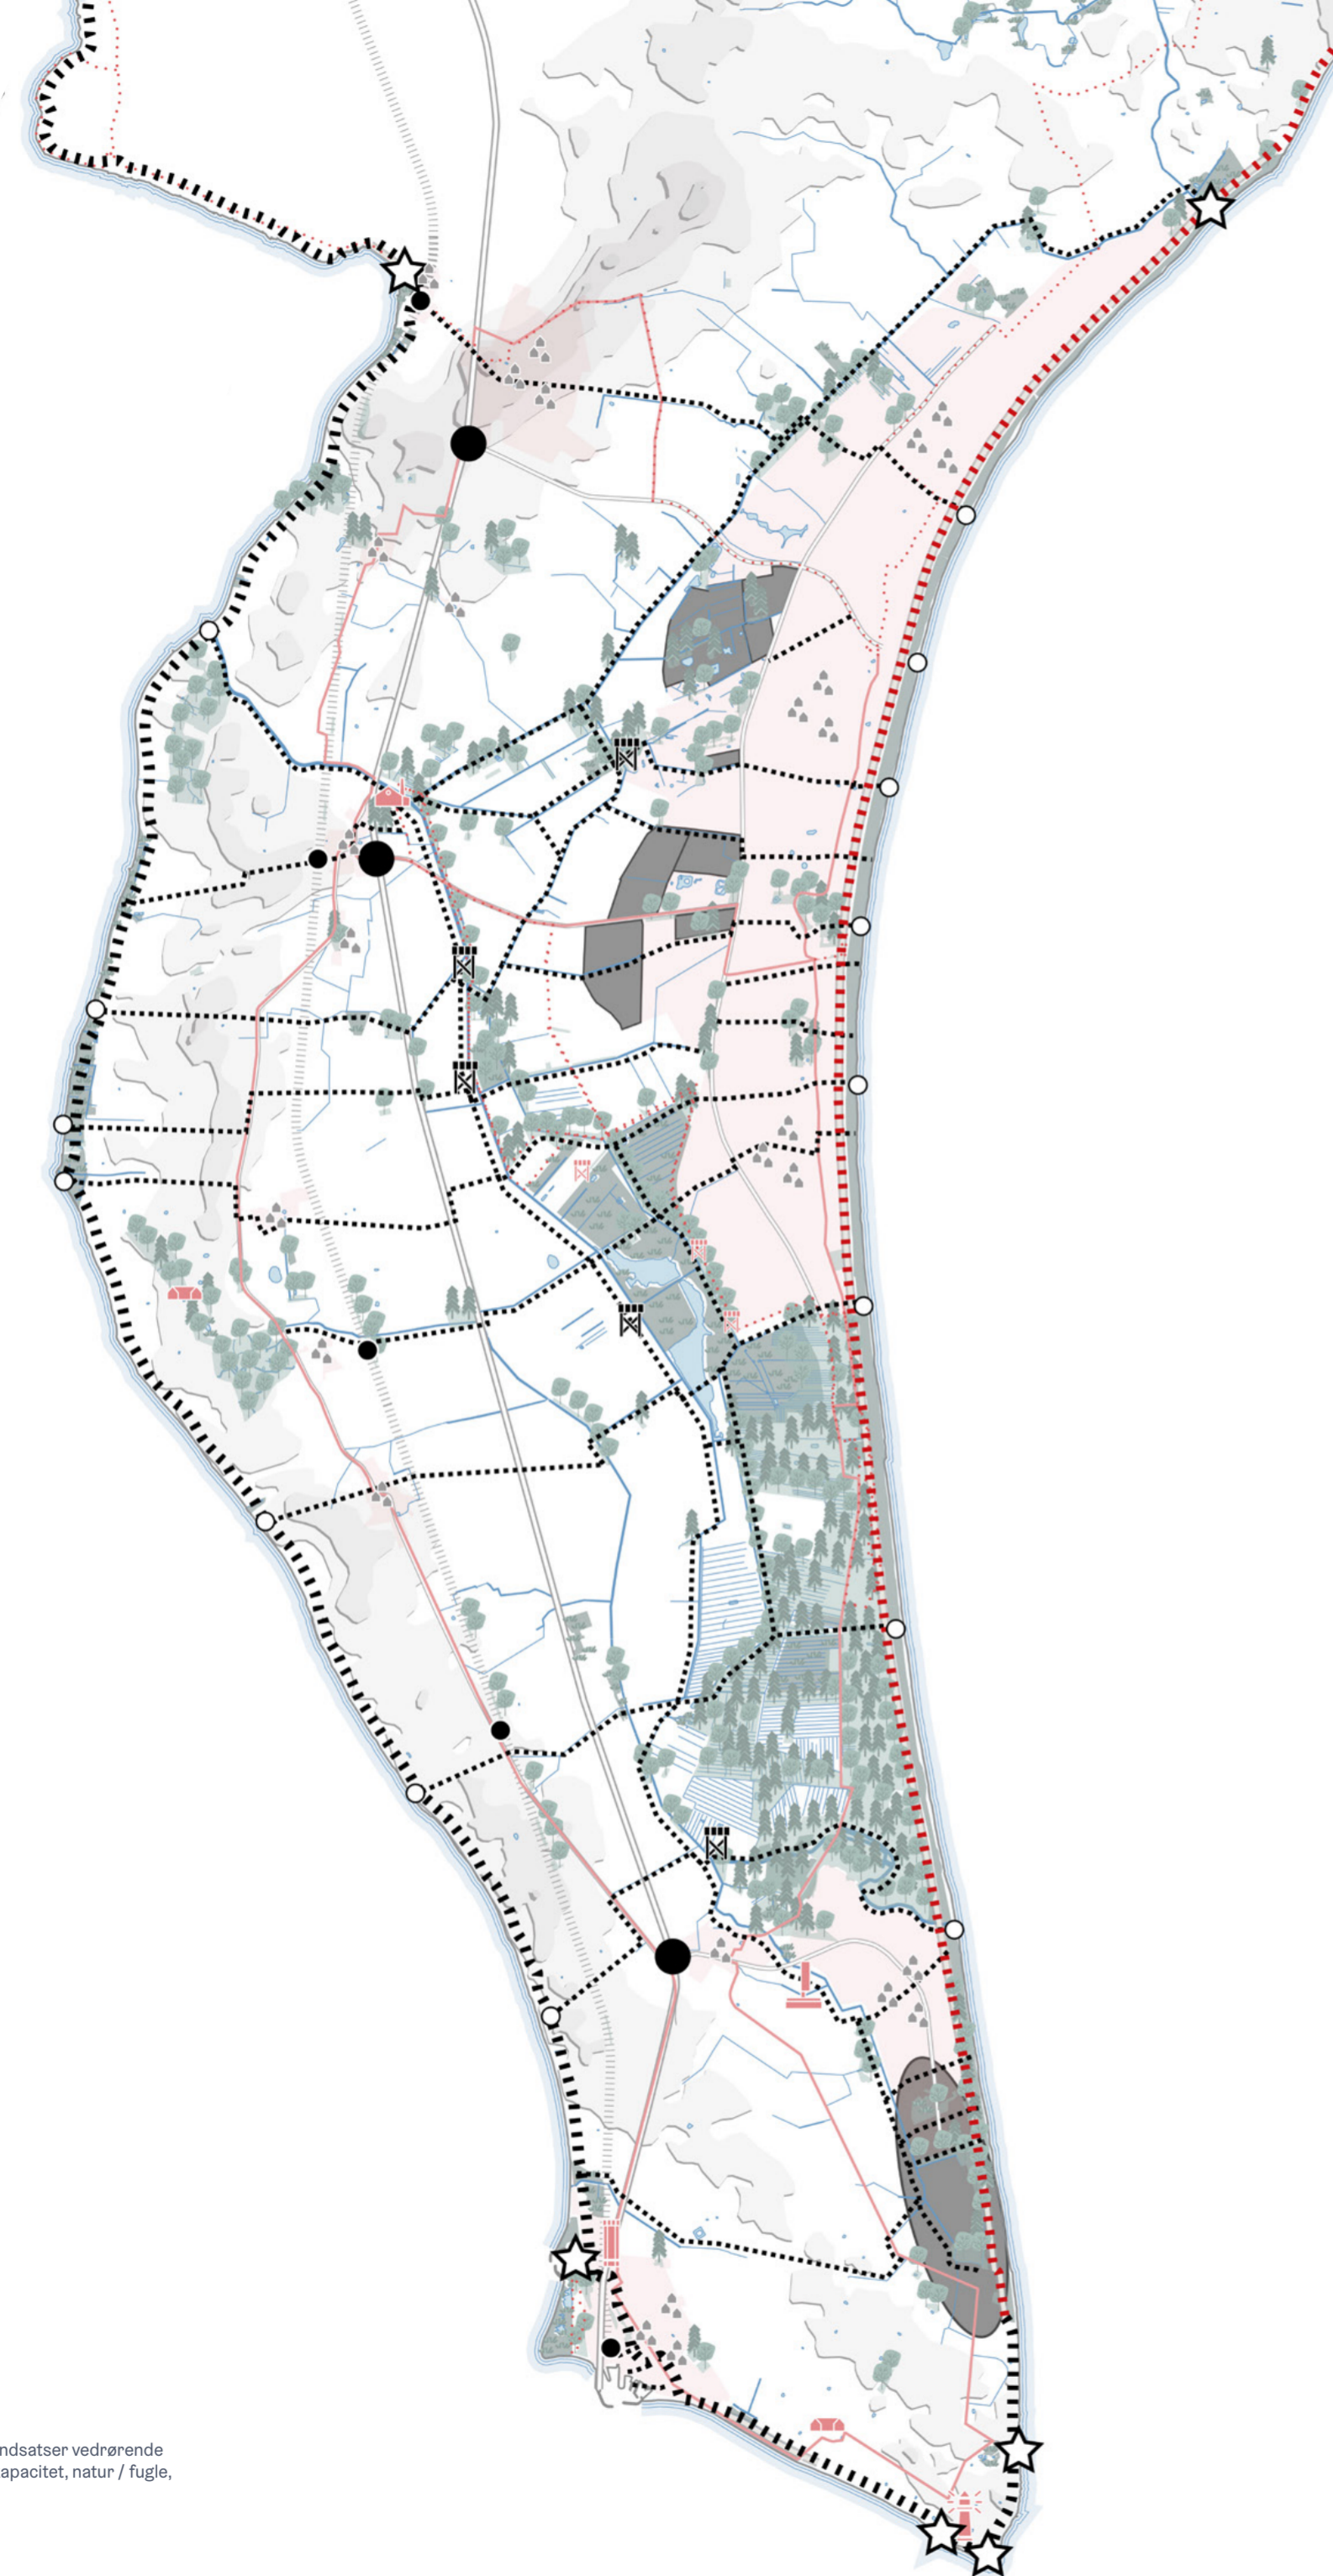 ndsatser vedrørende
apacitet, natur / fugle,